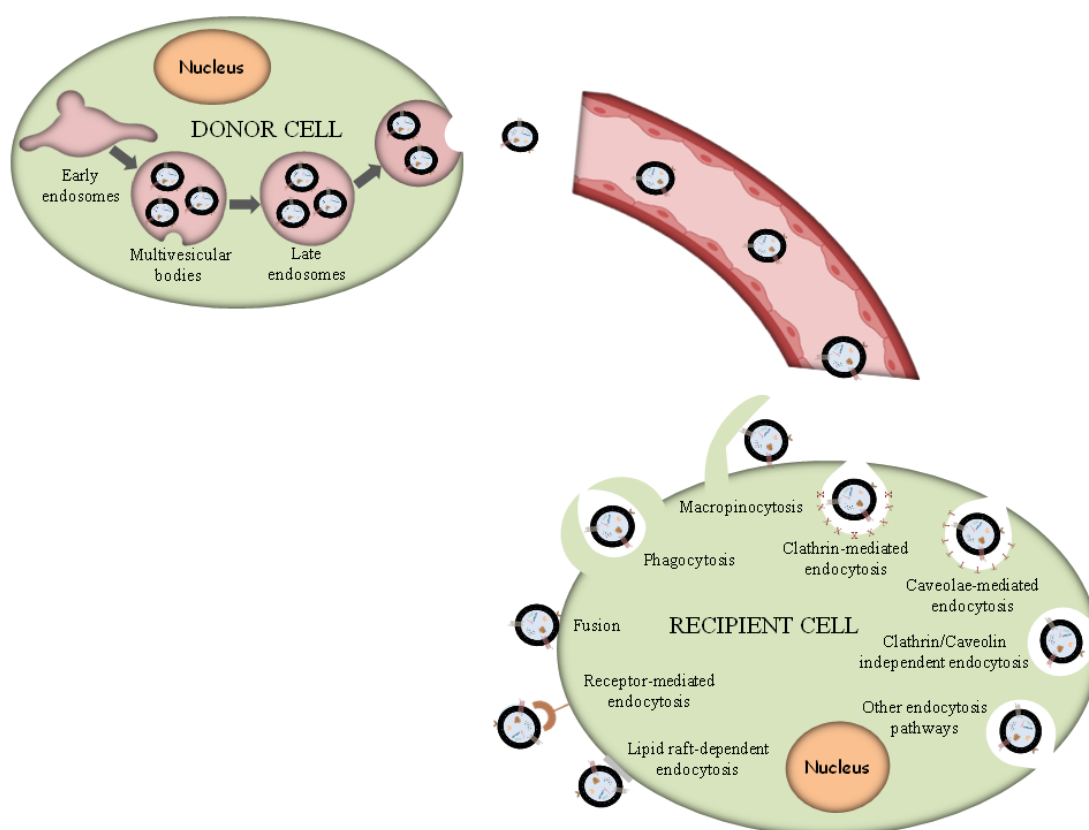 Nucleus
DONOR CELL
Early
endosomes
Multivesicular
bodies
Late
endosomes
Macropinocytosis
Phagocytosis
Clathrin-mediated
endocytosis
Caveolae-mediated
endocytosis
Fusion
RECIPIENT CELL
Clathrin/Caveolin
independent endocytosis
Receptor-mediated
endocytosis
Other endocytosis
pathways
Lipid raft-dependent
endocytosis
Nucleus